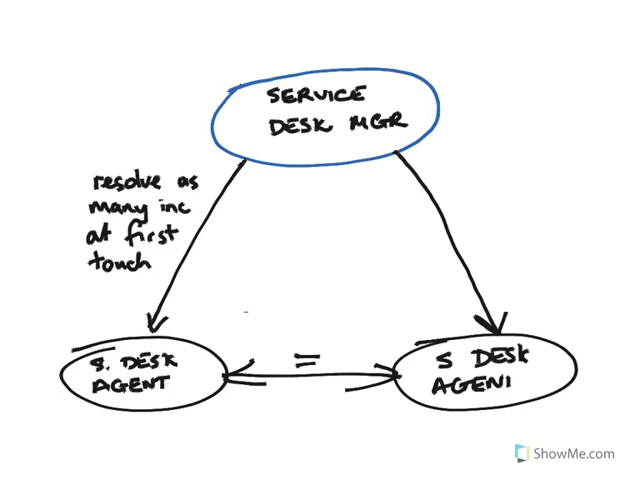 SERVICE
DESK MGR
resolve as
many inc
at first
touch
=
S. DESK
AGENT
S DESK
AGENT
ShowMe.com